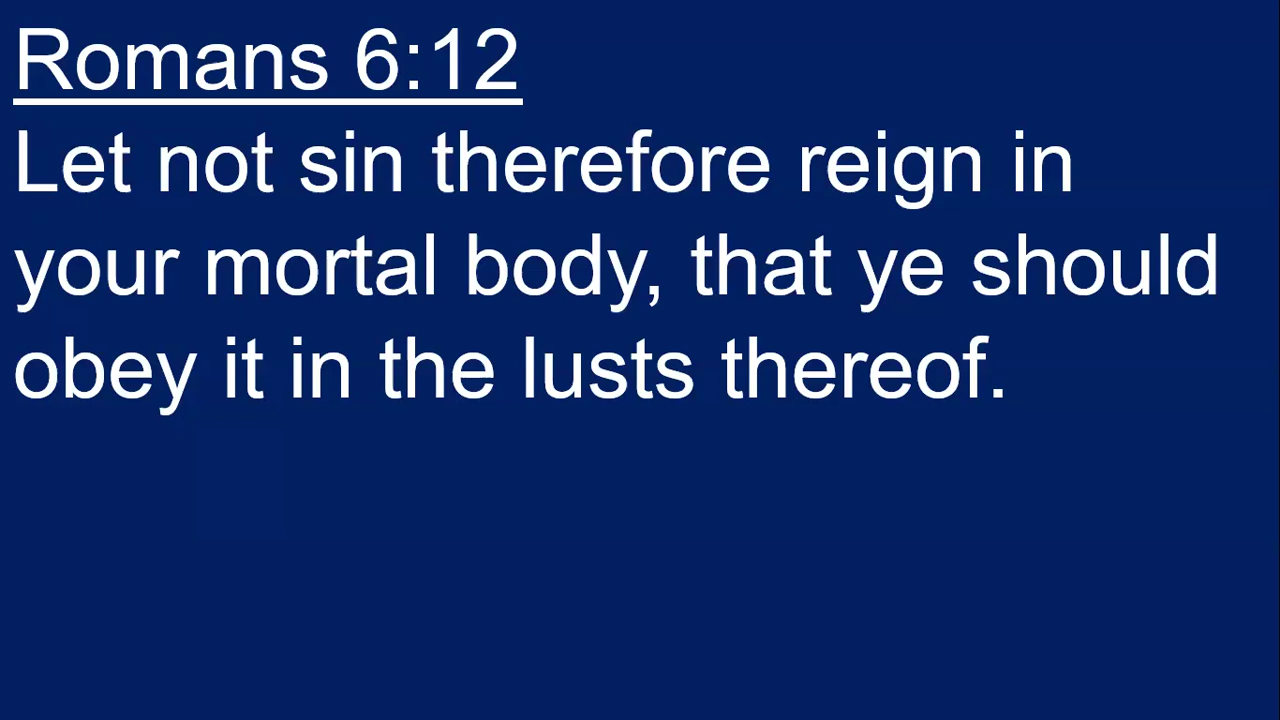 Romans 6:12
Let not sin therefore reign in
your mortal body, that ye should
obey it in the lusts thereof.